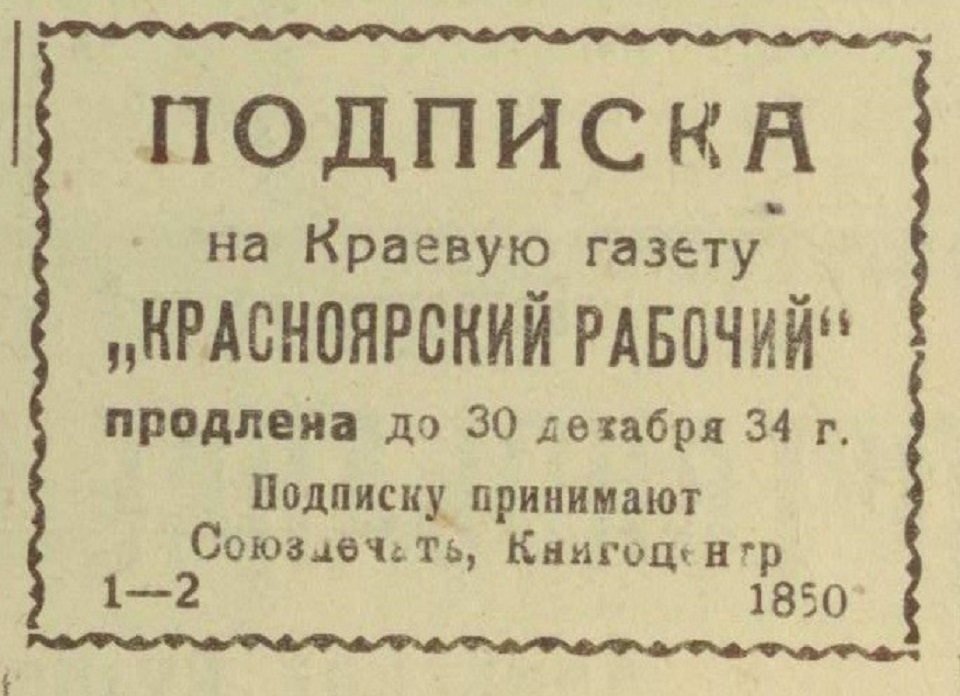 ПОДПИСКА
на Краевую газету
„КРАСНОЯРСКИЙ РАБОЧИЙ“
продлена до 30 декабря 34 г.
Подписку принимают
Союзпечать, Книгоцентр
1—2 1850